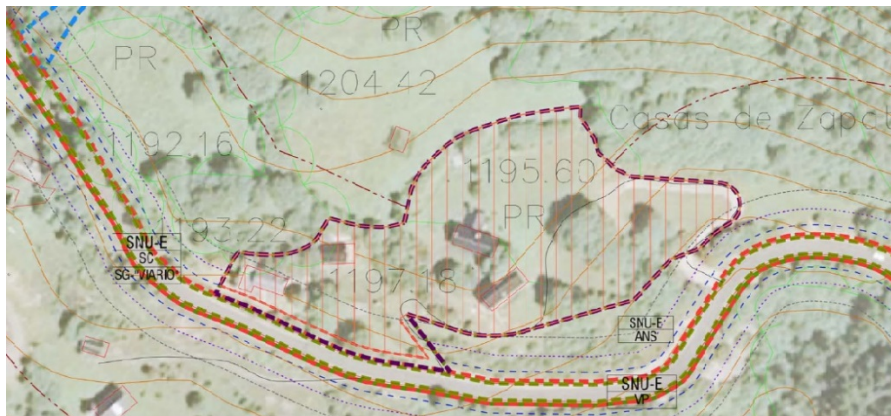 PR
PR
1204.42
1192.16
Casas de Zap
1195.60
PR
1193.22
SNU-E
SC
SG-"VIARIO"
1197.18
SNU-E
ANS
SNU-E
VP